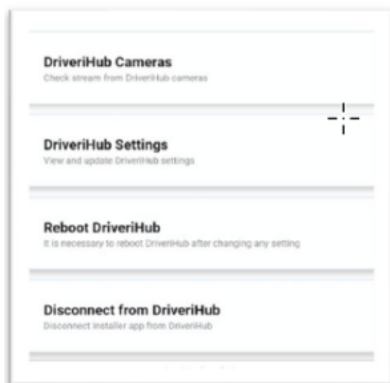 DriveriHub Cameras
Check stream from DriveriHub cameras
DriveriHub Settings
View and update DriveriHub settings
Reboot DriveriHub
It is necessary to reboot DriveriHub after changing any setting
Disconnect from DriveriHub
Disconnect installer app from DriveriHub